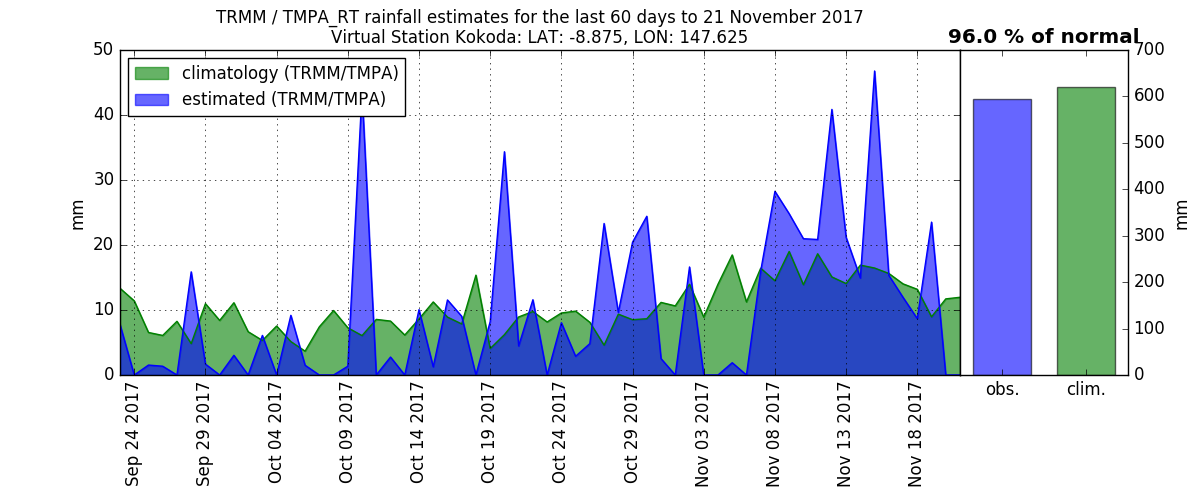 TRMM / TMPA_RT rainfall estimates for the last 60 days to 21 November 2017
Virtual Station Kokoda: LAT: -8.875, LON: 147.625
96.0 % of normal
climatology (TRMM/TMPA)
estimated (TRMM/TMPA)
50
40
30
20
10
0
mm
700
600
500
400
300
200
100
0
mm
obs.
clim.
Sep 24 2017
Sep 29 2017
Oct 04 2017
Oct 09 2017
Oct 14 2017
Oct 19 2017
Oct 24 2017
Oct 29 2017
Nov 03 2017
Nov 08 2017
Nov 13 2017
Nov 18 2017